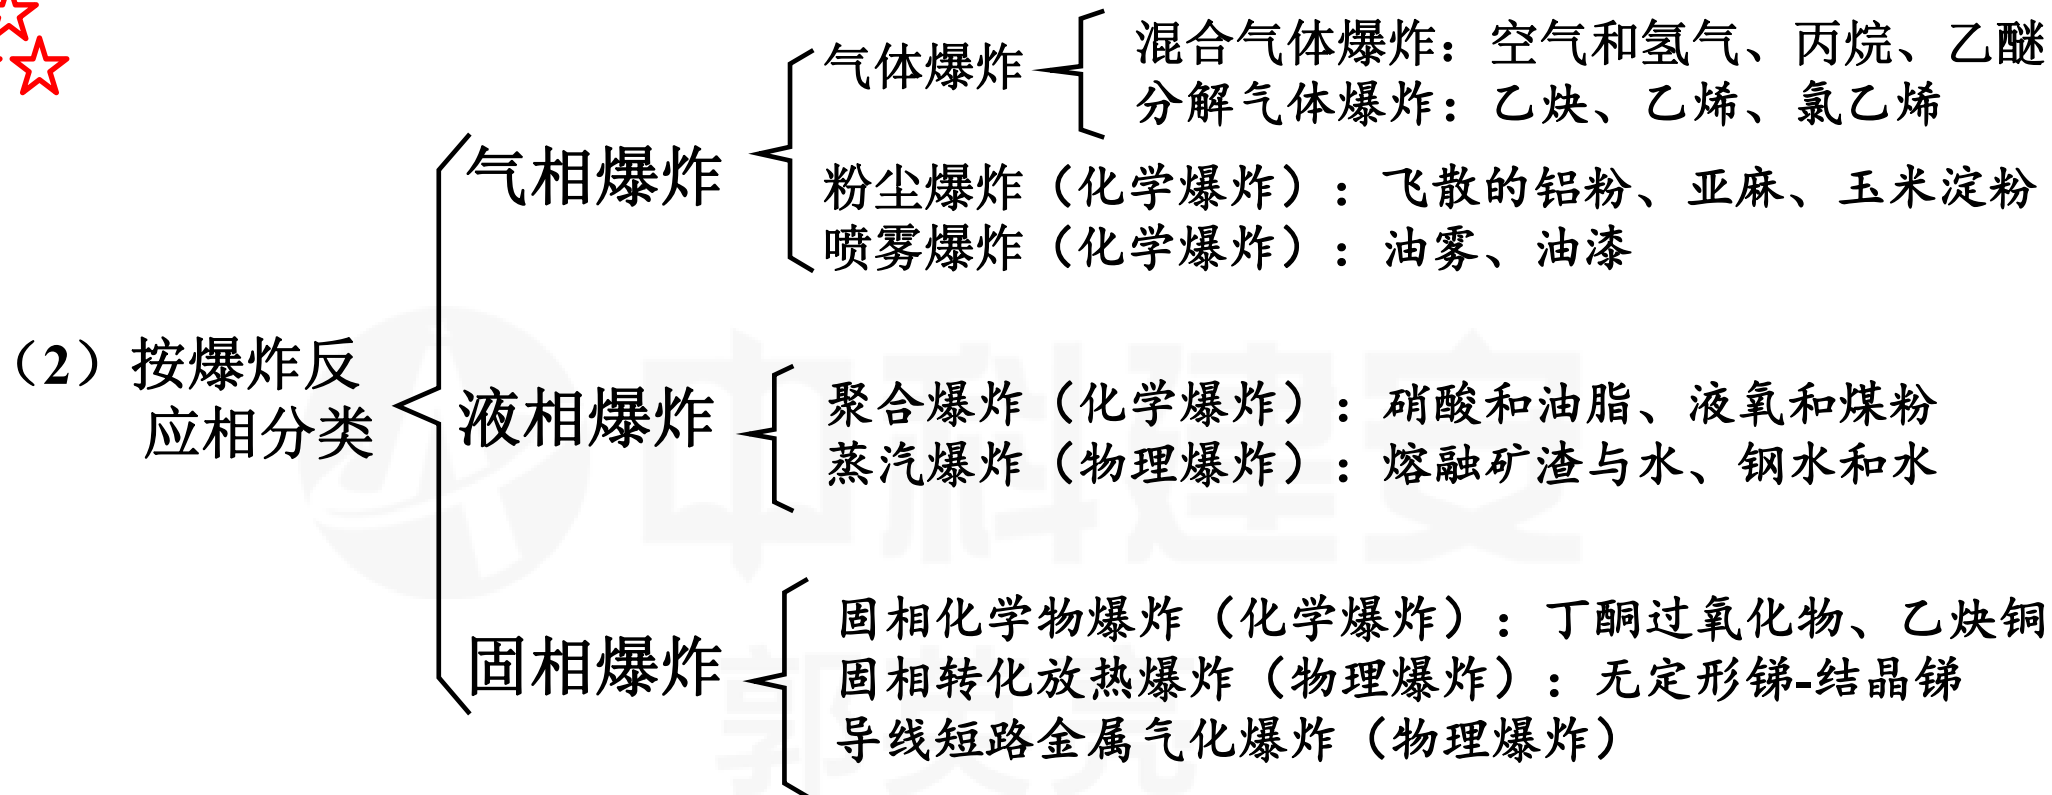 气体爆炸
混合气体爆炸：空气和氢气、丙烷、乙醚
分解气体爆炸：乙炔、乙烯、氯乙烯
气相爆炸
粉尘爆炸（化学爆炸）：飞散的铝粉、亚麻、玉米淀粉
喷雾爆炸（化学爆炸）：油雾、油漆
（2）按爆炸反
应相分类
液相爆炸
聚合爆炸（化学爆炸）：硝酸和油脂、液氧和煤粉
蒸汽爆炸（物理爆炸）：熔融矿渣与水、钢水和水
固相爆炸
固相化学物爆炸（化学爆炸）：丁酮过氧化物、乙炔铜
固相转化放热爆炸（物理爆炸）：无定形锑-结晶锑
导线短路金属气化爆炸（物理爆炸）
中科建安